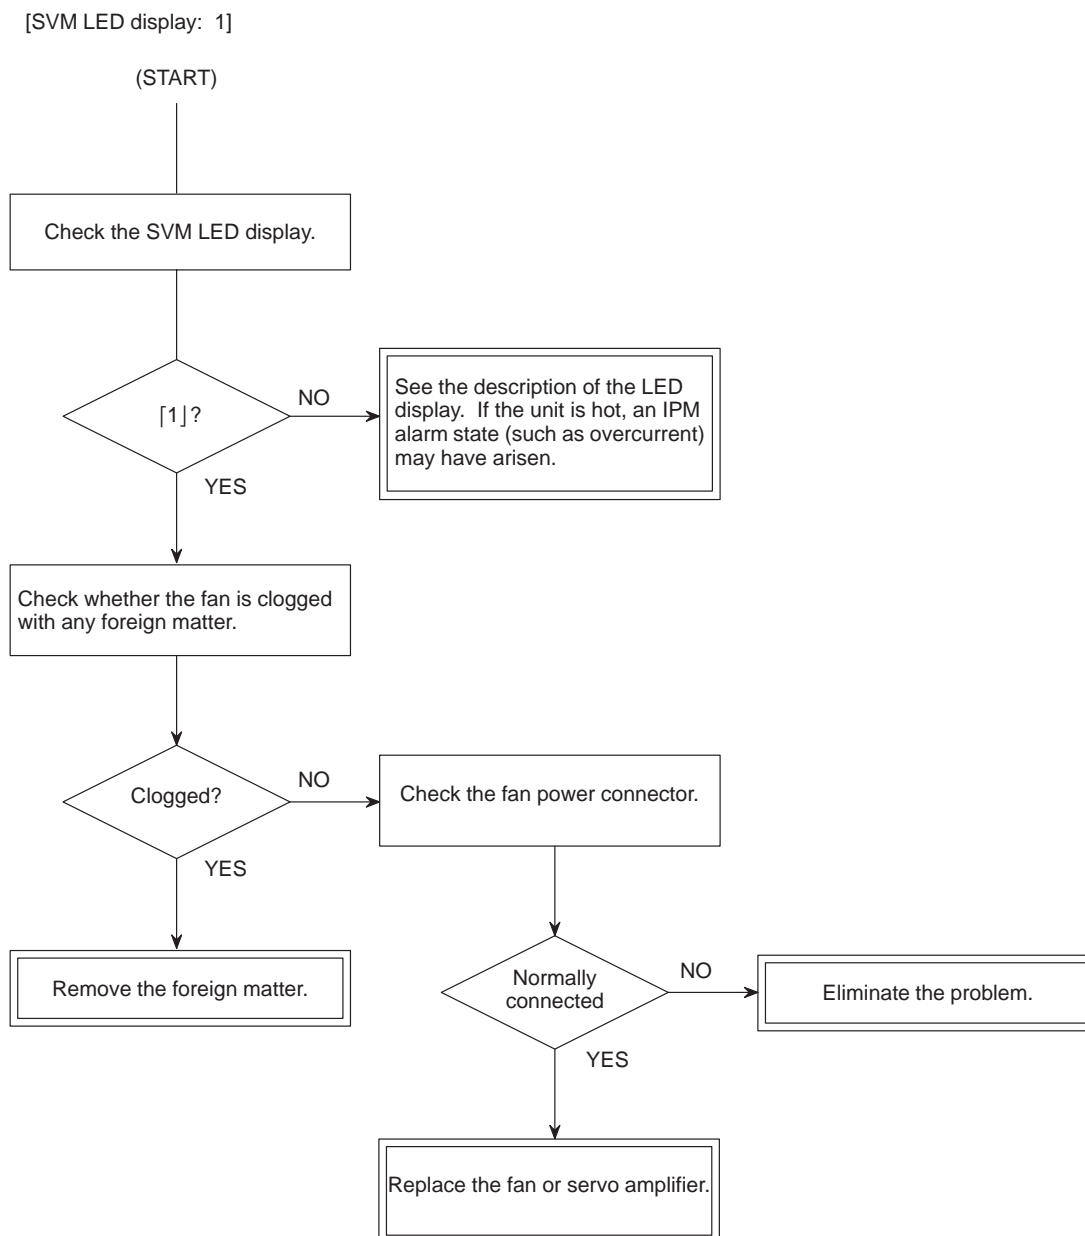 [SVM LED display: 1]
(START)
Check the SVM LED display.
⌈1⌋?
NO
See the description of the LED
display. If the unit is hot, an IPM
alarm state (such as overcurrent)
may have arisen.
YES
Check whether the fan is clogged
with any foreign matter.
Clogged?
NO
Check the fan power connector.
YES
Remove the foreign matter.
Normally
connected
NO
Eliminate the problem.
YES
Replace the fan or servo amplifier.